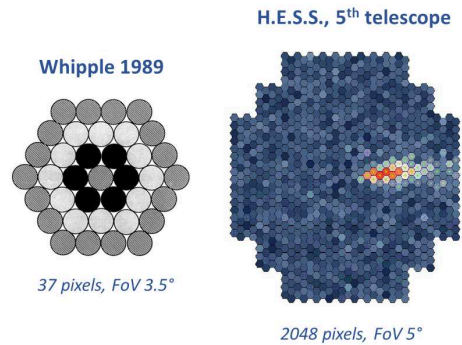 H.E.S.S., 5th telescope
Whipple 1989
37 pixels, FoV 3.5°
2048 pixels, FoV 5°